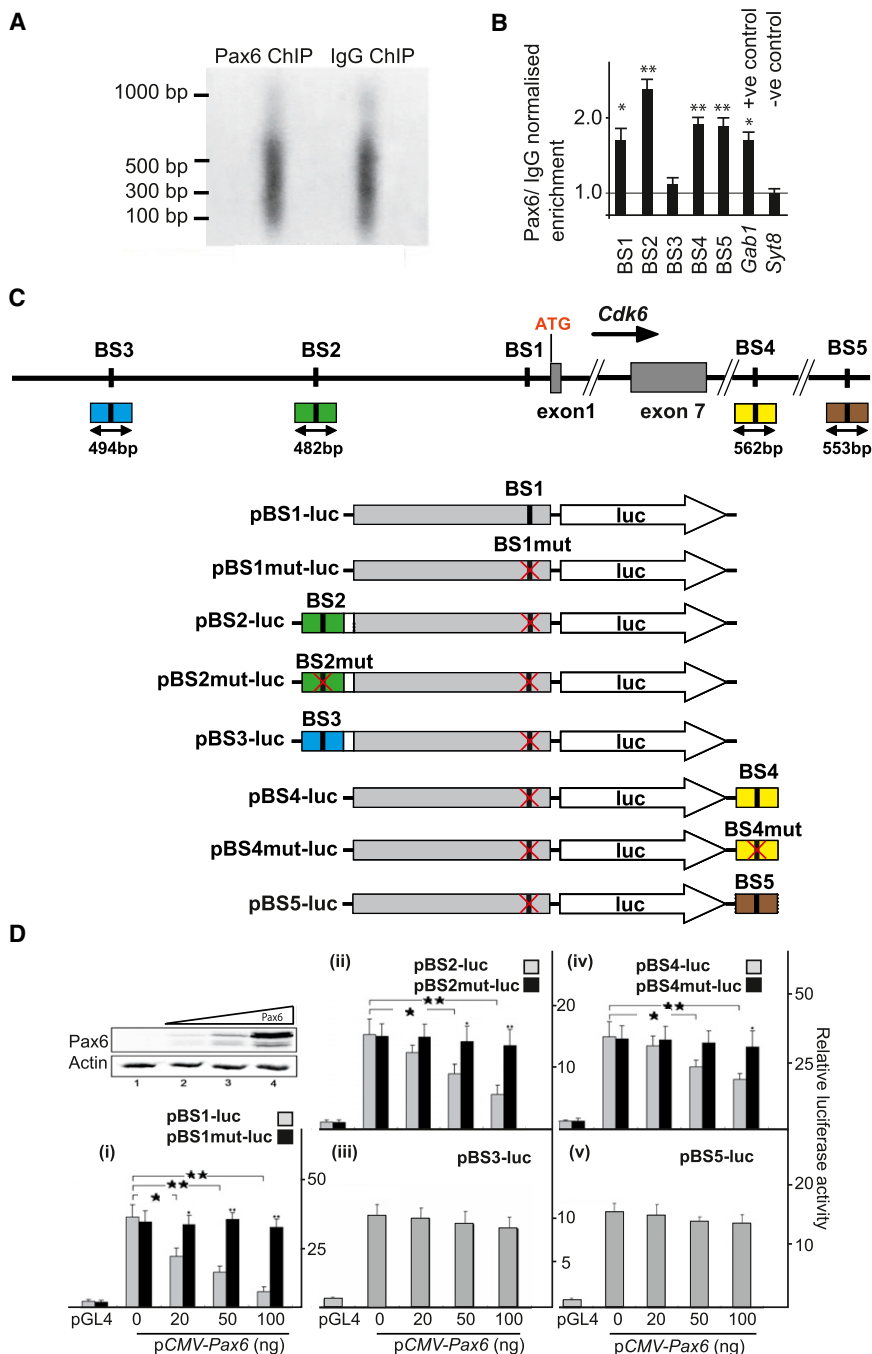 A
Pax6 ChIP IgG ChIP
1000 bp
500 bp
300 bp
100 bp
B
Pax6/ IgG normalised
enrichment
2.0
1.0
* ** ** ** * +ve control -ve control
BS1 BS2 BS3 BS4 BS5 Gab1 Syt8
C
ATG Cdk6
BS3 BS2 BS1 BS4 BS5
exon1 exon 7
494bp 482bp 562bp 553bp
BS1
pBS1-luc luc
BS1mut
pBS1mut-luc luc
BS2
pBS2-luc luc
BS2mut
pBS2mut-luc luc
BS3
pBS3-luc luc
BS4
pBS4-luc luc
BS4mut
pBS4mut-luc luc
BS5
pBS5-luc luc
D
Pax6
Pax6
Actin
1 2 3 4
(i)
pBS1-luc
pBS1mut-luc
★★
★★
★
* ** **
50
25
pGL4 0 20 50 100
pCMV-Pax6 (ng)
(ii)
pBS2-luc
pBS2mut-luc
★★
★
* **
20
10
(iii) pBS3-luc
10
5
pGL4 0 20 50 100
pCMV-Pax6 (ng)
(iv)
pBS4-luc
pBS4mut-luc
★★
★
*
50
25
(v) pBS5-luc
20
10
pGL4 0 20 50 100
pCMV-Pax6 (ng)
Relative luciferase activity